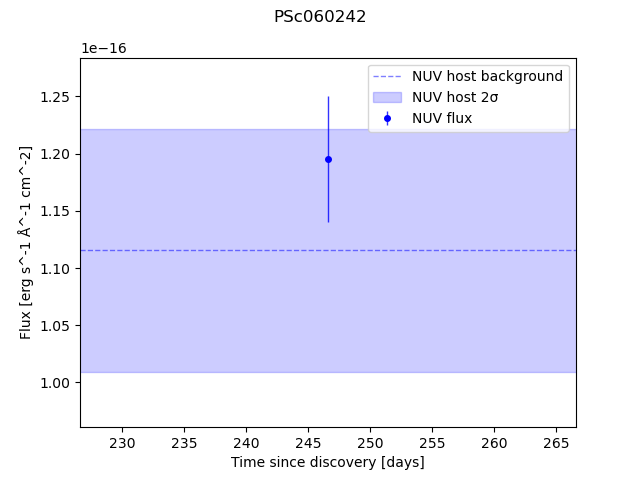 PSc060242
1e−16
NUV host background
NUV host 2σ
NUV flux
1.25
1.20
1.15
1.10
1.05
1.00
Flux [erg s^-1 Å^-1 cm^-2]
230 235 240 245 250 255 260 265
Time since discovery [days]